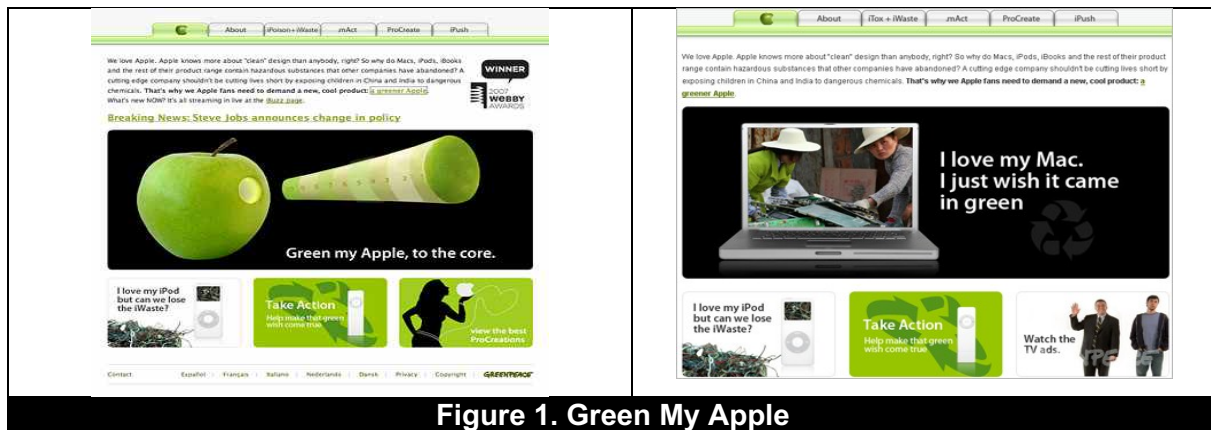 About iPoison+iWaste .mAct ProCreate iPush
We love Apple. Apple knows more about "clean" design than anybody, right? So why do Macs, iPods, iBooks
and the rest of their product range contain hazardous substances that other companies have abandoned? A
cutting edge company shouldn't be cutting lives short by exposing children in China and India to dangerous
chemicals. That's why we Apple fans need to demand a new, cool product: a greener Apple.
What's new NOW? It's all streaming in live at the iBuzz page.
WINNER
2007
WEBBY
AWARDS
Breaking News: Steve Jobs announces change in policy
Green my Apple, to the core.
I love my iPod
but can we lose
the iWaste?
Take Action
Help make that green
wish come true
view the best
ProCreations
Contact Español Français Italiano Nederlands Dansk Privacy Copyright GREENPEACE
About iTox + iWaste .mAct ProCreate iPush
We love Apple. Apple knows more about "clean" design than anybody, right? So why do Macs, iPods, iBooks and the rest of their product
range contain hazardous substances that other companies have abandoned? A cutting edge company shouldn't be cutting lives short by
exposing children in China and India to dangerous chemicals. That's why we Apple fans need to demand a new, cool product: a
greener Apple.
I love my Mac.
I just wish it came
in green
I love my iPod
but can we lose
the iWaste?
Take Action
Help make that green
wish come true
Watch the
TV ads.
Figure 1. Green My Apple